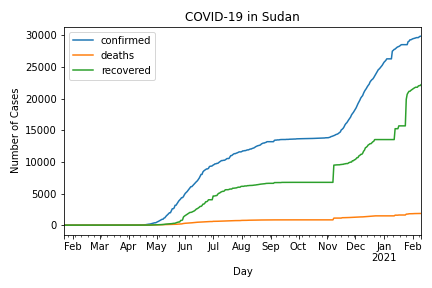 COVID-19 in Sudan
confirmed
deaths
recovered
Number of Cases
30000
25000
20000
15000
10000
5000
0
Feb Mar Apr May Jun Jul Aug Sep Oct Nov Dec Jan Feb
2021
Day